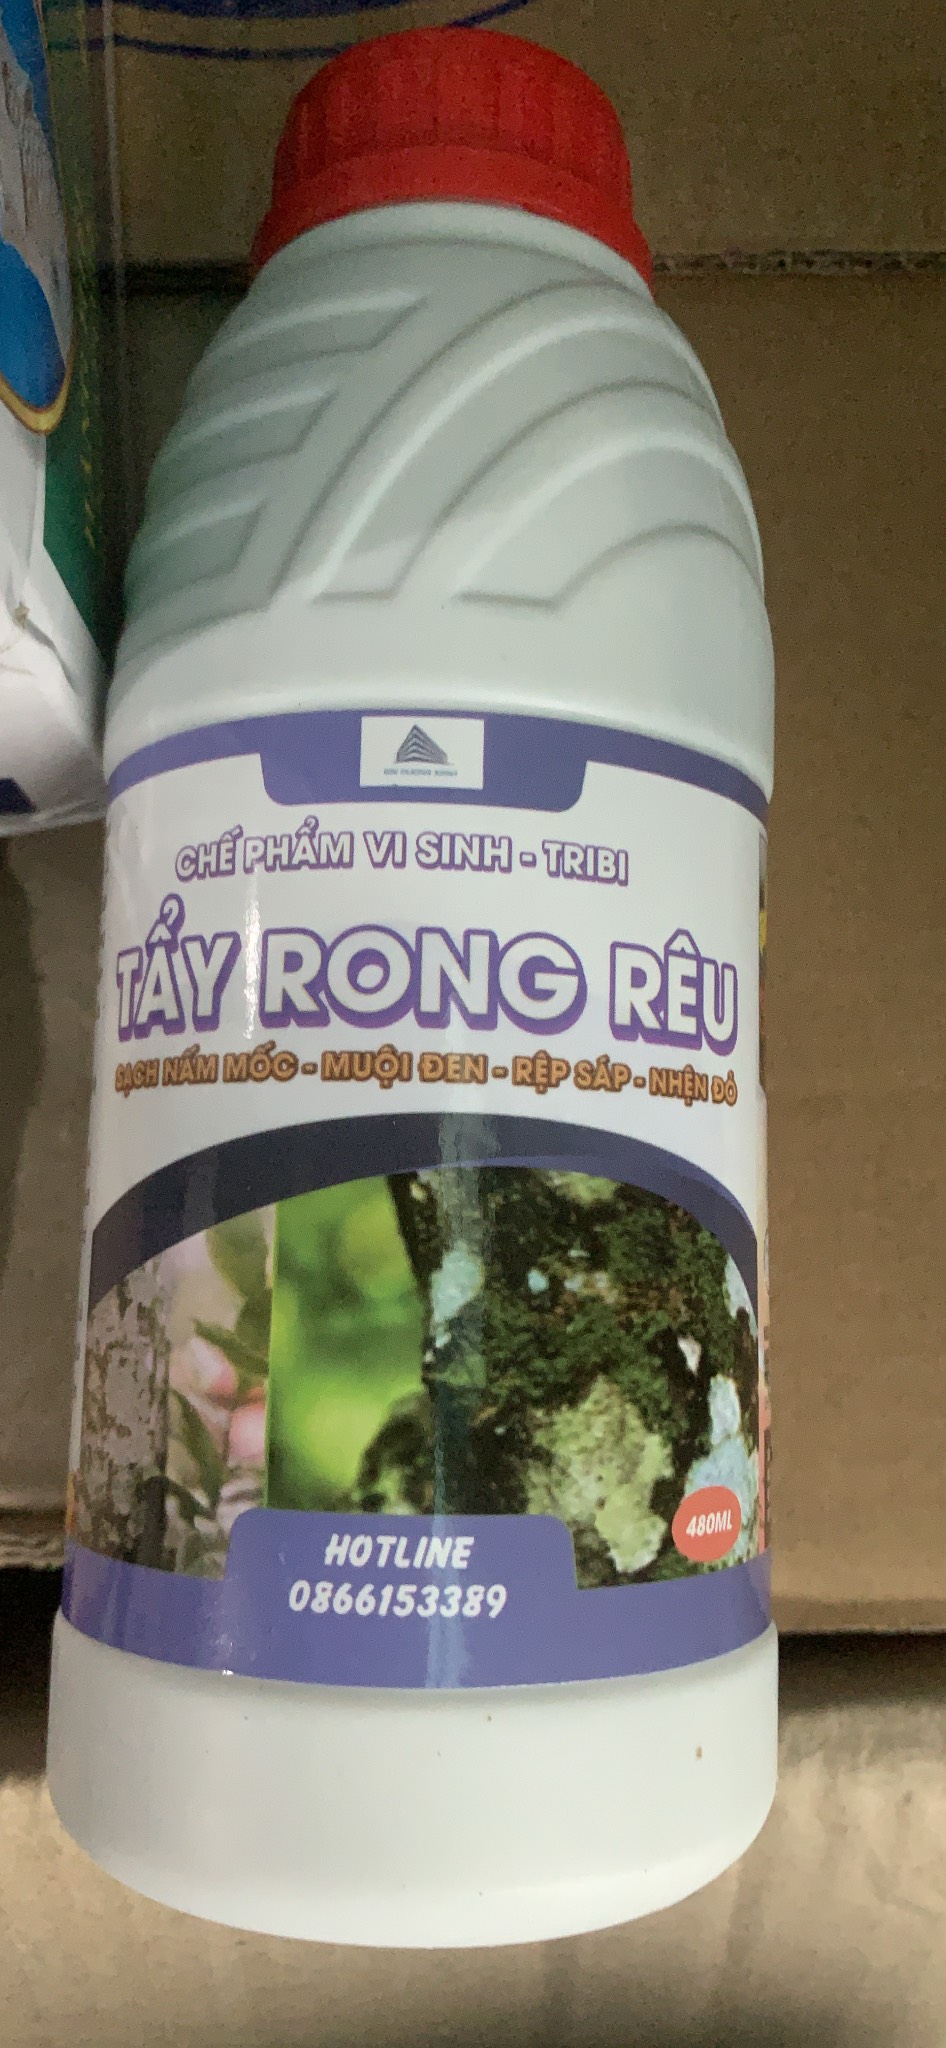 CHẾ PHẨM VI SINH - TRIBI
TẨY RONG RÊU
SẠCH NẤM MỐC - MUỘI ĐEN - RỆP SÁP - NHỆN ĐỎ
480ML
HOTLINE
0866153389